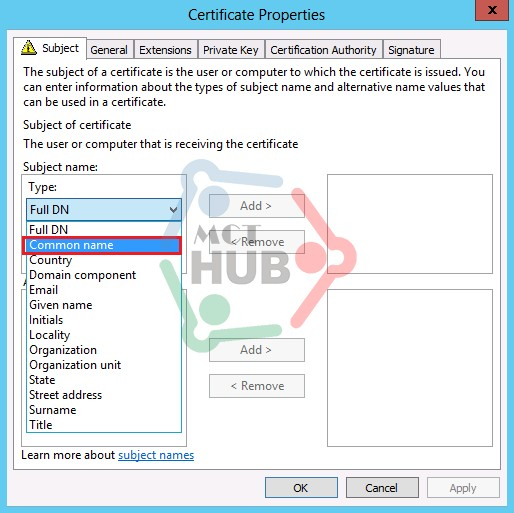 Certificate Properties
x
Subject General Extensions Private Key Certification Authority Signature
The subject of a certificate is the user or computer to which the certificate is issued. You
can enter information about the types of subject name and alternative name values that
can be used in a certificate.
Subject of certificate
The user or computer that is receiving the certificate
Subject name:
Type:
Full DN
Add >
Full DN
Common name
< Remove
Country
Domain component
Email
Given name
Initials
Locality
Organization
Organization unit
State
Street address
Surname
Title
A
MCT
HUB
Add >
< Remove
Learn more about subject names
OK Cancel Apply